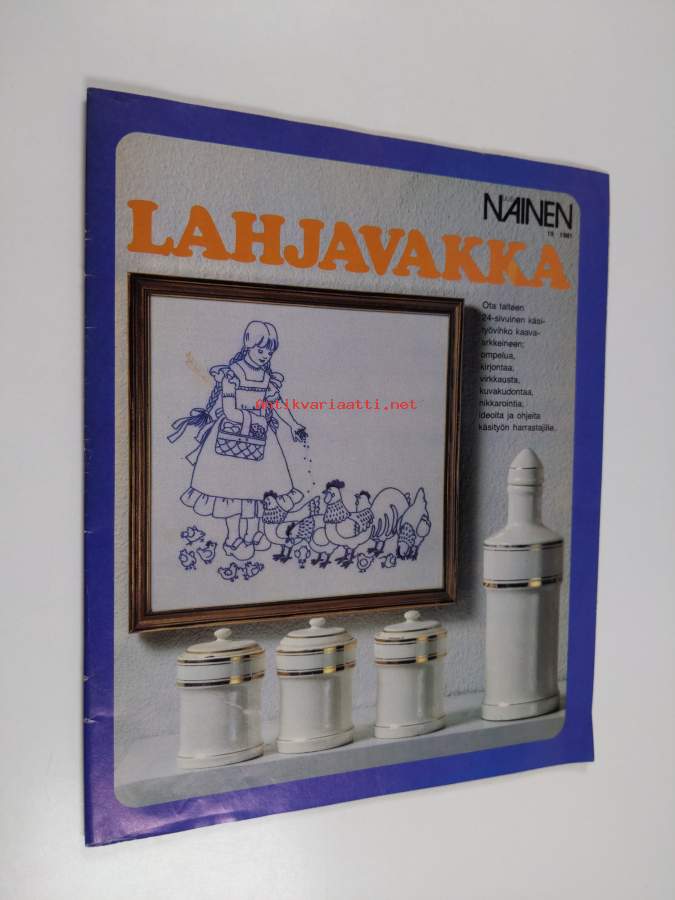 NAINEN
19 1981
LAHJAVAKKA
Ota talteen
24-sivuinen käsi-
työvihko kaava-
arkkeineen;
ompelua,
kirjontaa,
virkkausta,
kuvakudontaa,
nikkarointia,
ideoita ja ohjeita
käsityön harrastajille.
antikvariaatti.net